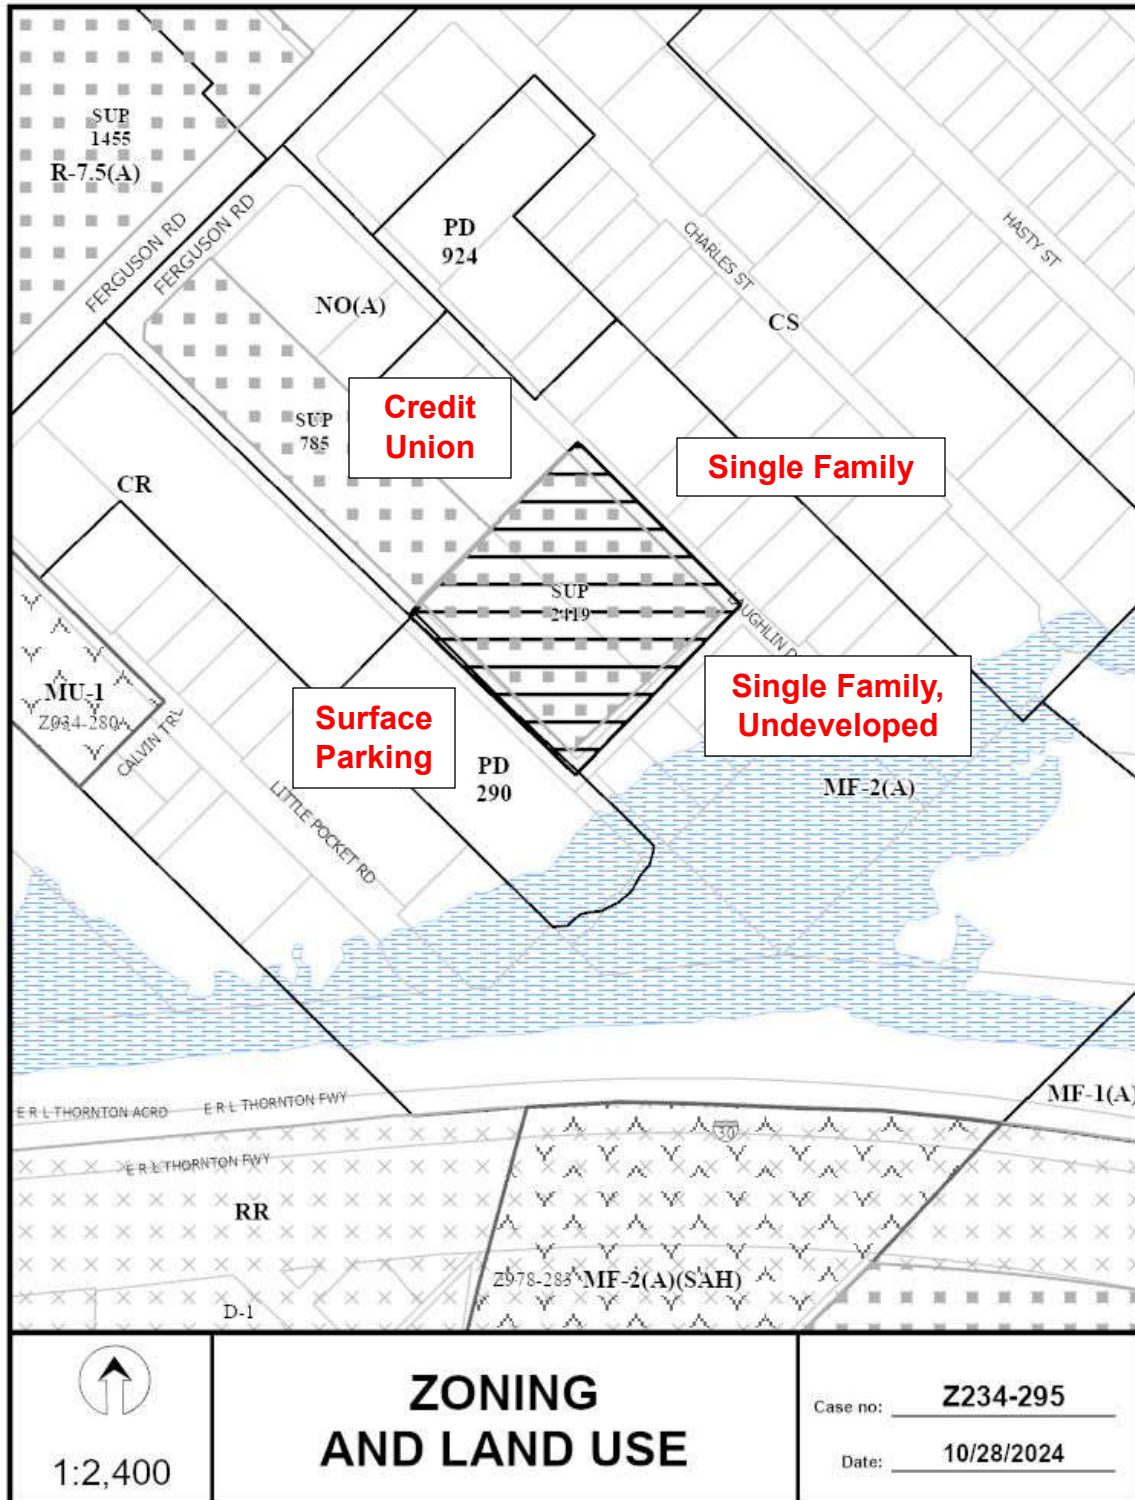 SUP
1455
R-7.5(A)
FERGUSON RD
FERGUSON RD
PD
924
NO(A)
CHARLES ST
HASTY ST
CS
Credit
Union
SUP
785
Single Family
CR
SUP
2419
LAUGHLIN D
Single Family,
Undeveloped
MU-1
Z934-280
CALVIN TRL
Surface
Parking
PD
290
LITTLE POCKET RD
MF-2(A)
MF-1(A)
E R L THORNTON ACRD
E R L THORNTON FWY
30
E R L THORNTON FWY
RR
Z978-283
MF-2(A)(SAH)
D-1
1:2,400
ZONING
AND LAND USE
Case no: Z234-295
Date: 10/28/2024